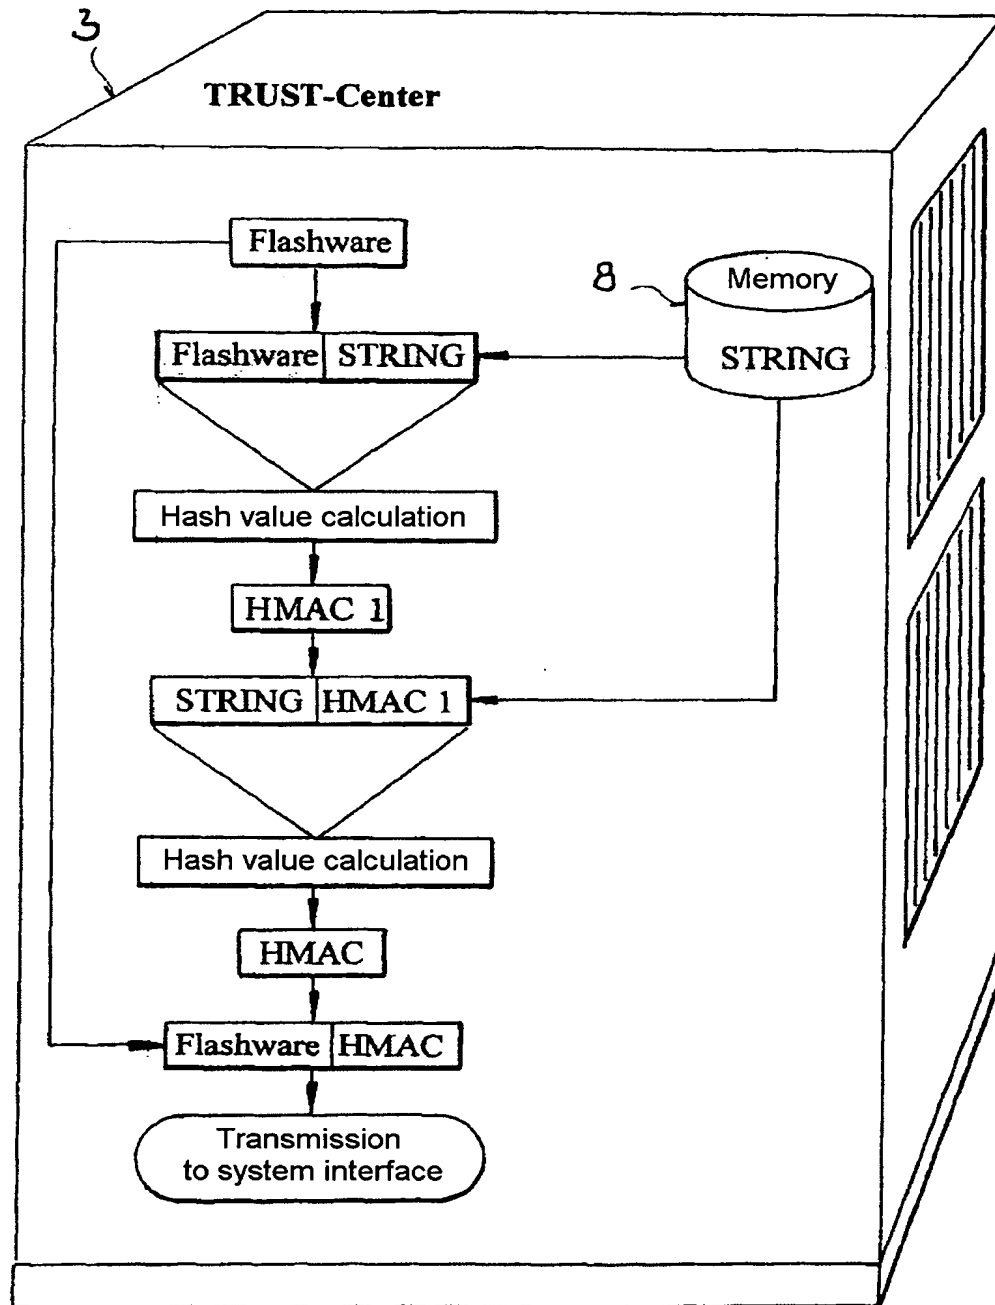 3
TRUST-Center
Flashware
8
Memory
STRING
Flashware STRING
Hash value calculation
HMAC 1
STRING HMAC 1
Hash value calculation
HMAC
Flashware HMAC
Transmission
to system interface